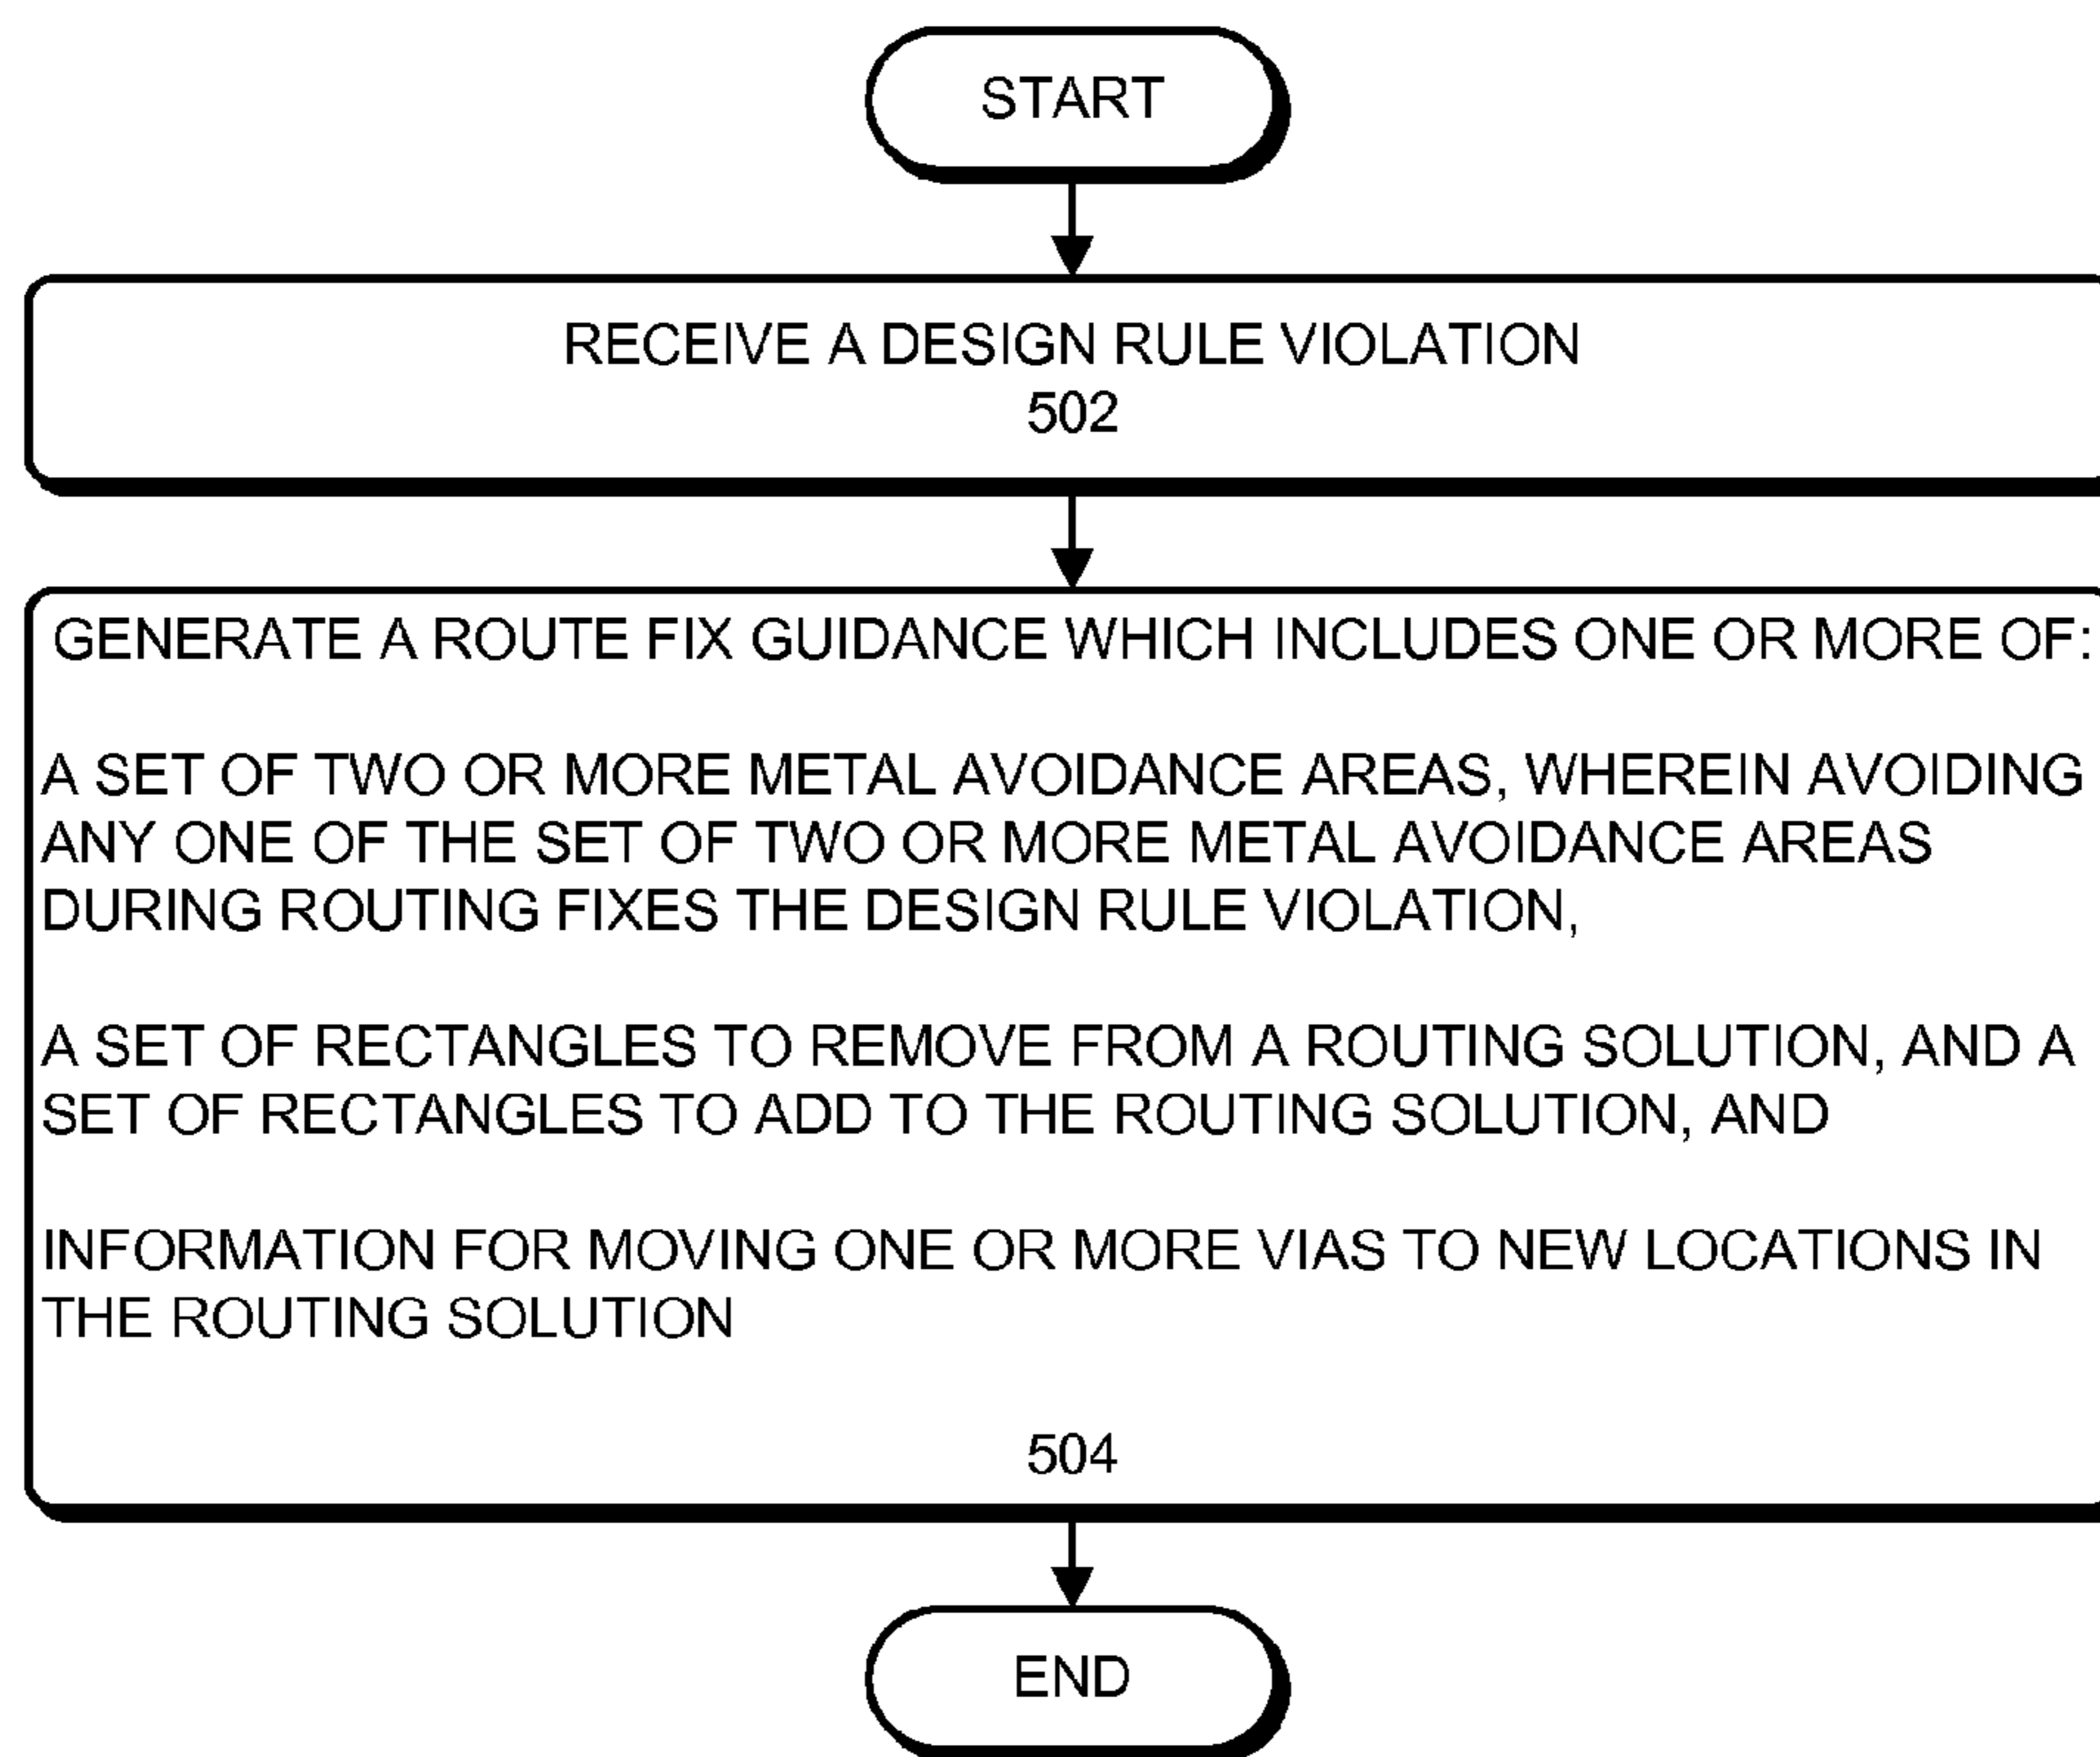 START
RECEIVE A DESIGN RULE VIOLATION
502
GENERATE A ROUTE FIX GUIDANCE WHICH INCLUDES ONE OR MORE OF:
A SET OF TWO OR MORE METAL AVOIDANCE AREAS, WHEREIN AVOIDING
ANY ONE OF THE SET OF TWO OR MORE METAL AVOIDANCE AREAS
DURING ROUTING FIXES THE DESIGN RULE VIOLATION,
A SET OF RECTANGLES TO REMOVE FROM A ROUTING SOLUTION, AND A
SET OF RECTANGLES TO ADD TO THE ROUTING SOLUTION, AND
INFORMATION FOR MOVING ONE OR MORE VIAS TO NEW LOCATIONS IN
THE ROUTING SOLUTION
504
END